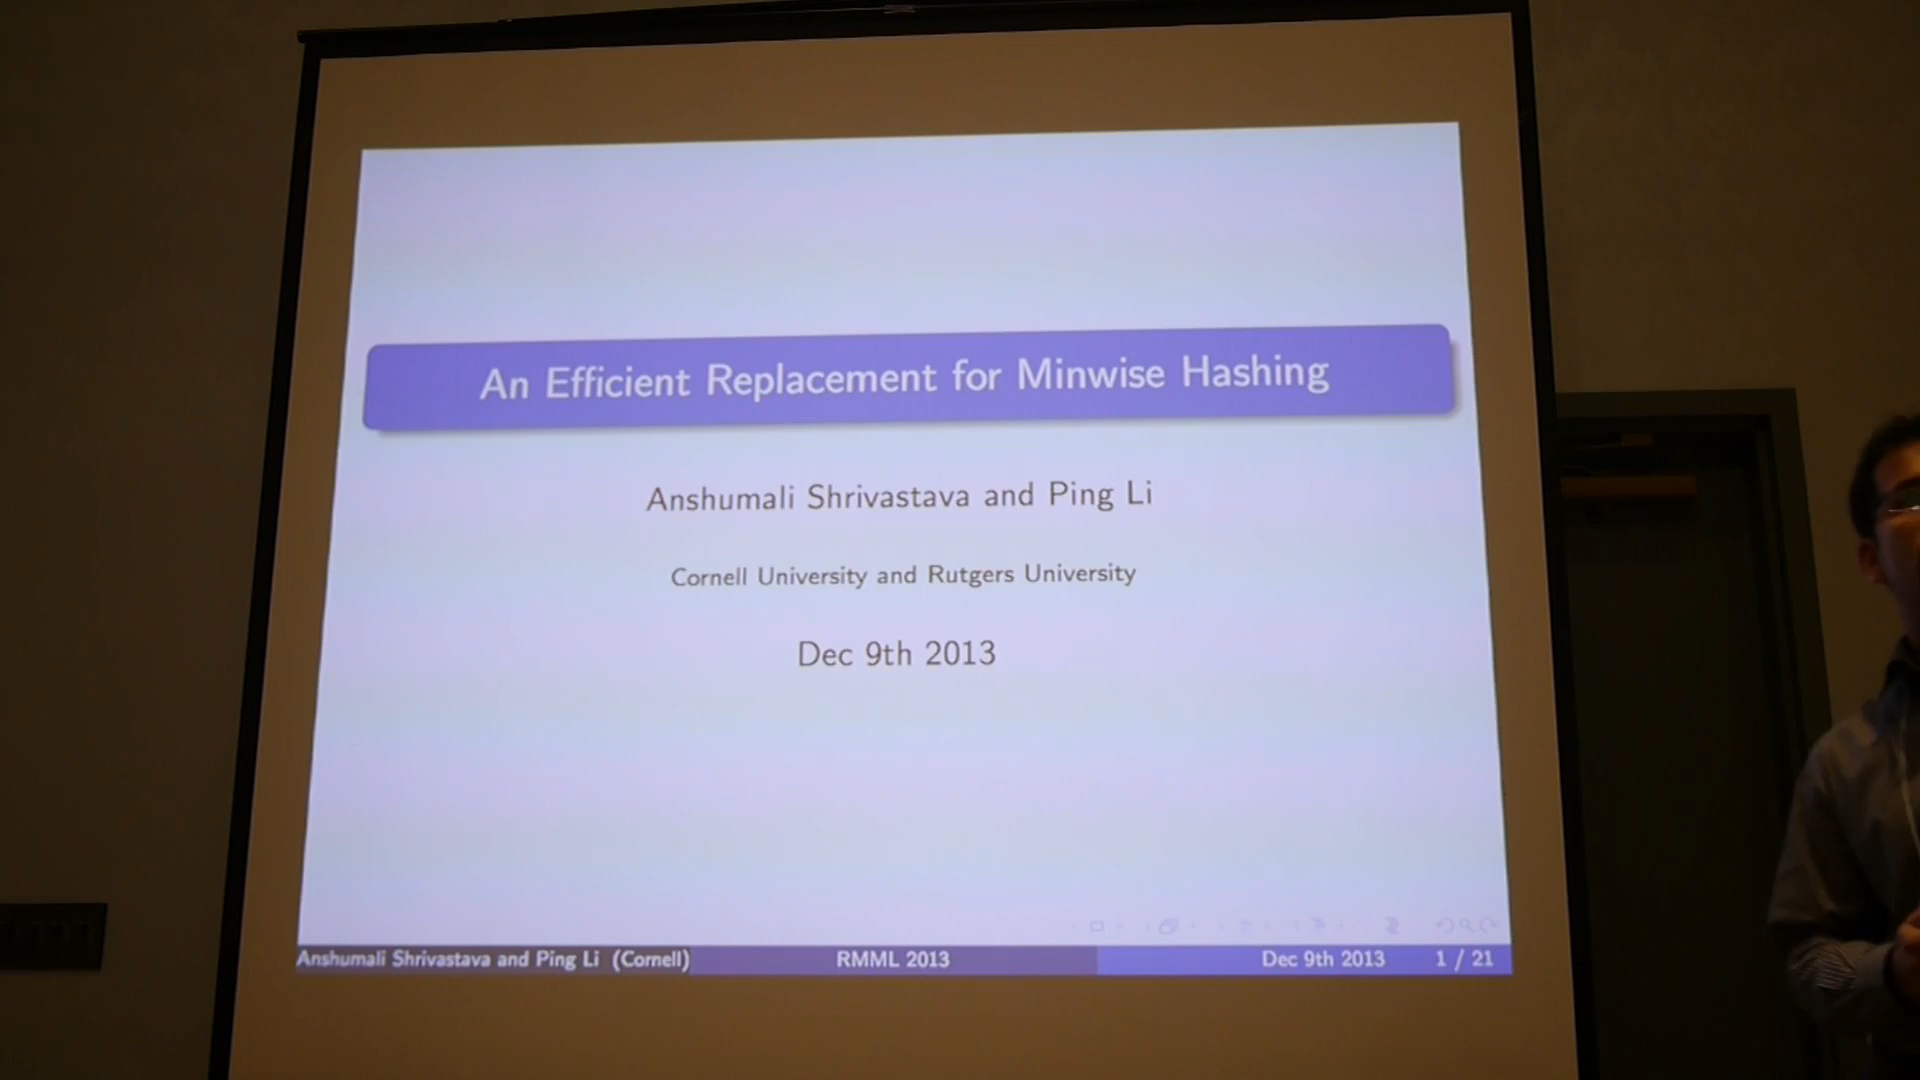 An Efficient Replacement for Minwise Hashing
Anshumali Shrivastava and Ping Li
Cornell University and Rutgers University
Dec 9th 2013
Anshumali Shrivastava and Ping Li (Cornell)
RMML 2013
Dec 9th 2013
1 / 21